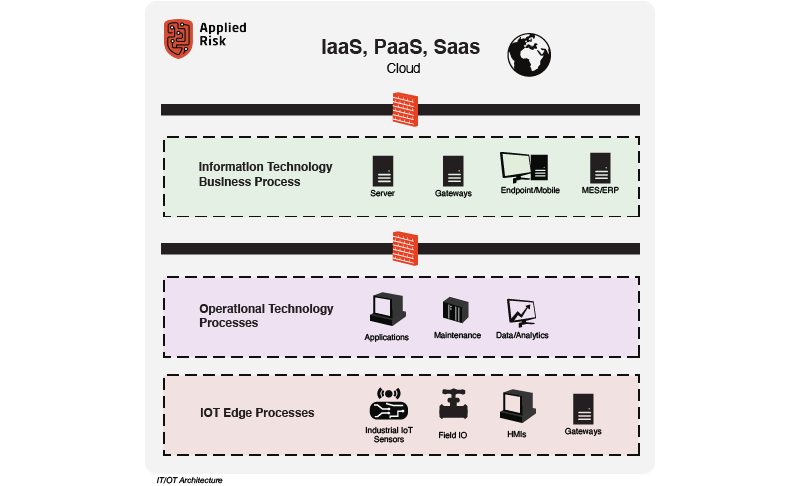 Applied
Risk
IaaS, PaaS, Saas
Cloud
Information Technology
Business Process
Server
Gateways
Endpoint/Mobile
MES/ERP
Operational Technology
Processes
Applications
Maintenance
Data/Analytics
IOT Edge Processes
Industrial IoT
Sensors
Field IO
HMIs
Gateways
IT/OT Architecture